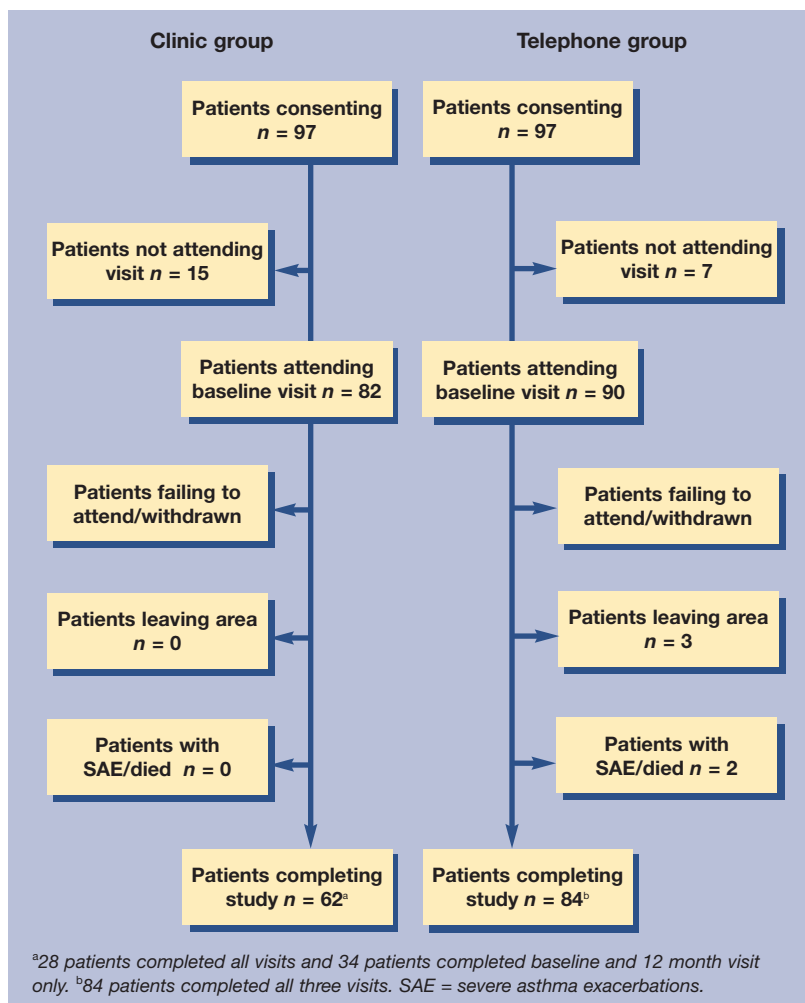 Clinic group
Telephone group
Patients consenting
n = 97
Patients consenting
n = 97
Patients not attending
visit n = 15
Patients not attending
visit n = 7
Patients attending
baseline visit n = 82
Patients attending
baseline visit n = 90
Patients failing to
attend/withdrawn
Patients failing to
attend/withdrawn
Patients leaving area
n = 0
Patients leaving area
n = 3
Patients with
SAE/died n = 0
Patients with
SAE/died n = 2
Patients completing
study n = 62a
Patients completing
study n = 84b
a28 patients completed all visits and 34 patients completed baseline and 12 month visit
only. b84 patients completed all three visits. SAE = severe asthma exacerbations.